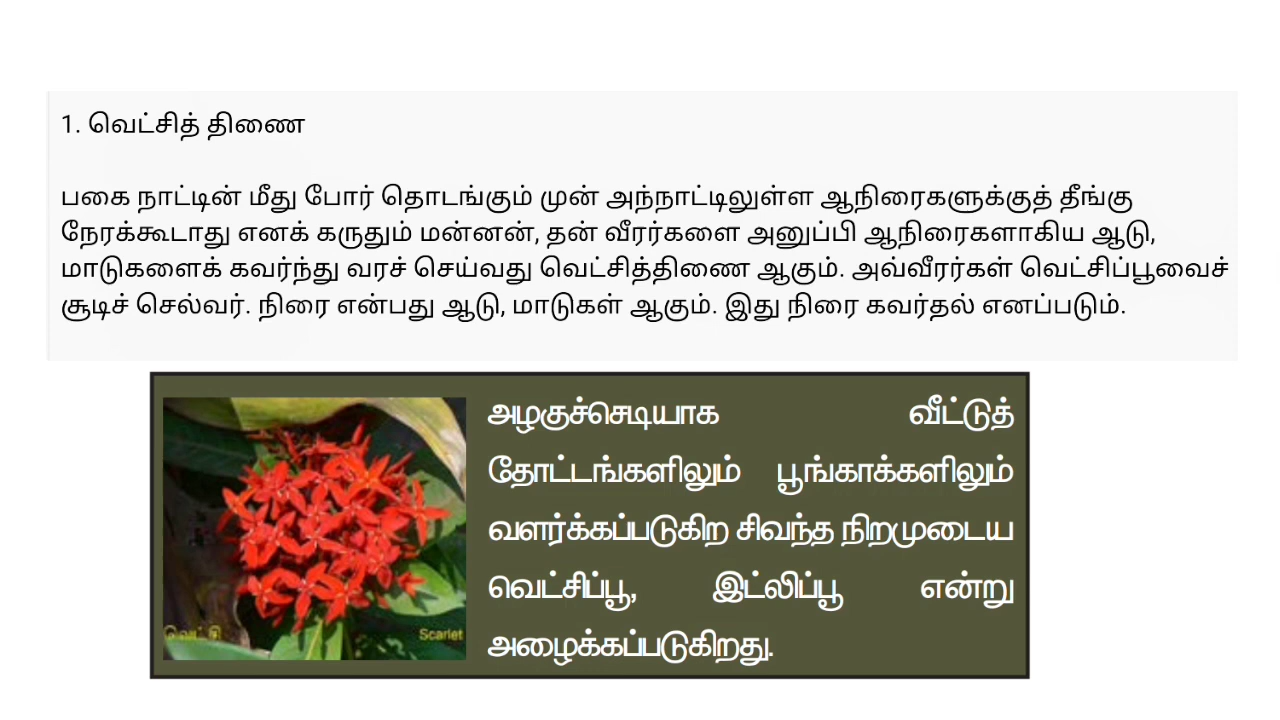 1. வெட்சித் திணை
பகை நாட்டின் மீது போர் தொடங்கும் முன் அந்நாட்டிலுள்ள ஆநிரைகளுக்குத் தீங்கு
நேரக்கூடாது எனக் கருதும் மன்னன், தன் வீரர்களை அனுப்பி ஆநிரைகளாகிய ஆடு,
மாடுகளைக் கவர்ந்து வரச் செய்வது வெட்சித்திணை ஆகும். அவ்வீரர்கள் வெட்சிப்பூவைச்
சூடிச் செல்வர். நிரை என்பது ஆடு, மாடுகள் ஆகும். இது நிரை கவர்தல் எனப்படும்.
அழகுச்செடியாக வீட்டுத்
தோட்டங்களிலும் பூங்காக்களிலும்
வளர்க்கப்படுகிற சிவந்த நிறமுடைய
வெட்சிப்பூ, இட்லிப்பூ என்று
அழைக்கப்படுகிறது.
வெட்சி Scarlet